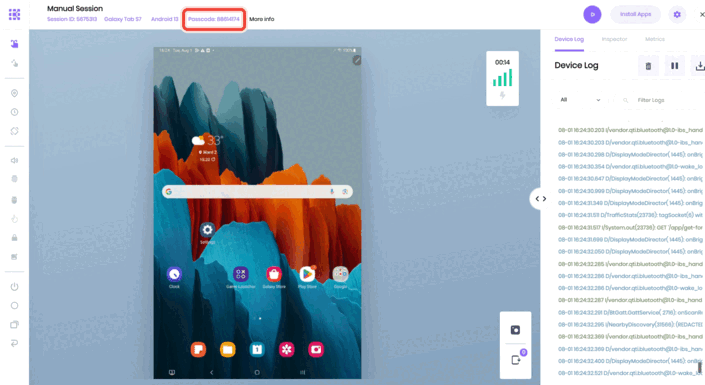 Manual Session
Session ID: 5675313 Galaxy Tab S7 Android 13 Passcode: 88614174 More info
D
Install Apps
Device Log Inspector Metrics
Device Log
All
Filter Logs
00:14
33°
16:22
Settings
Clock
Game Launcher
Galaxy Store
Play Store
Google
08-01 16:24:30.203 D/vendor.qti.bluetooth@1.0-ibs_hand
08-01 16:24:30.203 D/vendor.qti.bluetooth@1.0-ibs_hand
08-01 16:24:30.298 D/DisplayModeDirector( 1445): onBrig
08-01 16:24:30.354 D/vendor.qti.bluetooth@1.0-wake_lo
08-01 16:24:30.647 D/DisplayModeDirector( 1445): onBrig
08-01 16:24:30.999 D/DisplayModeDirector( 1445): onBrig
08-01 16:24:31.349 D/DisplayModeDirector( 1445): onBrig
08-01 16:24:31.511 D/TrafficStats(23736): tagSocket(6) wit
08-01 16:24:31.517 I/System.out(23736): GET '/app/get-for
08-01 16:24:31.699 D/DisplayModeDirector( 1445): onBrig
08-01 16:24:32.050 D/DisplayModeDirector( 1445): onBrig
08-01 16:24:32.285 I/vendor.qti.bluetooth@1.0-ibs_hand
08-01 16:24:32.286 D/vendor.qti.bluetooth@1.0-ibs_hand
08-01 16:24:32.286 D/vendor.qti.bluetooth@1.0-wake_lo
08-01 16:24:32.287 I/vendor.qti.bluetooth@1.0-ibs_hand
08-01 16:24:32.291 D/BtGatt.GattService( 2716): onScanRe
08-01 16:24:32.295 I/NearbyDiscovery(31566): (REDACTED
08-01 16:24:32.369 I/vendor.qti.bluetooth@1.0-ibs_hand
08-01 16:24:32.369 D/vendor.qti.bluetooth@1.0-ibs_hand
08-01 16:24:32.400 D/DisplayModeDirector( 1445): onBrig
08-01 16:24:32.521 D/vendor.qti.bluetooth@1.0-wake_lo